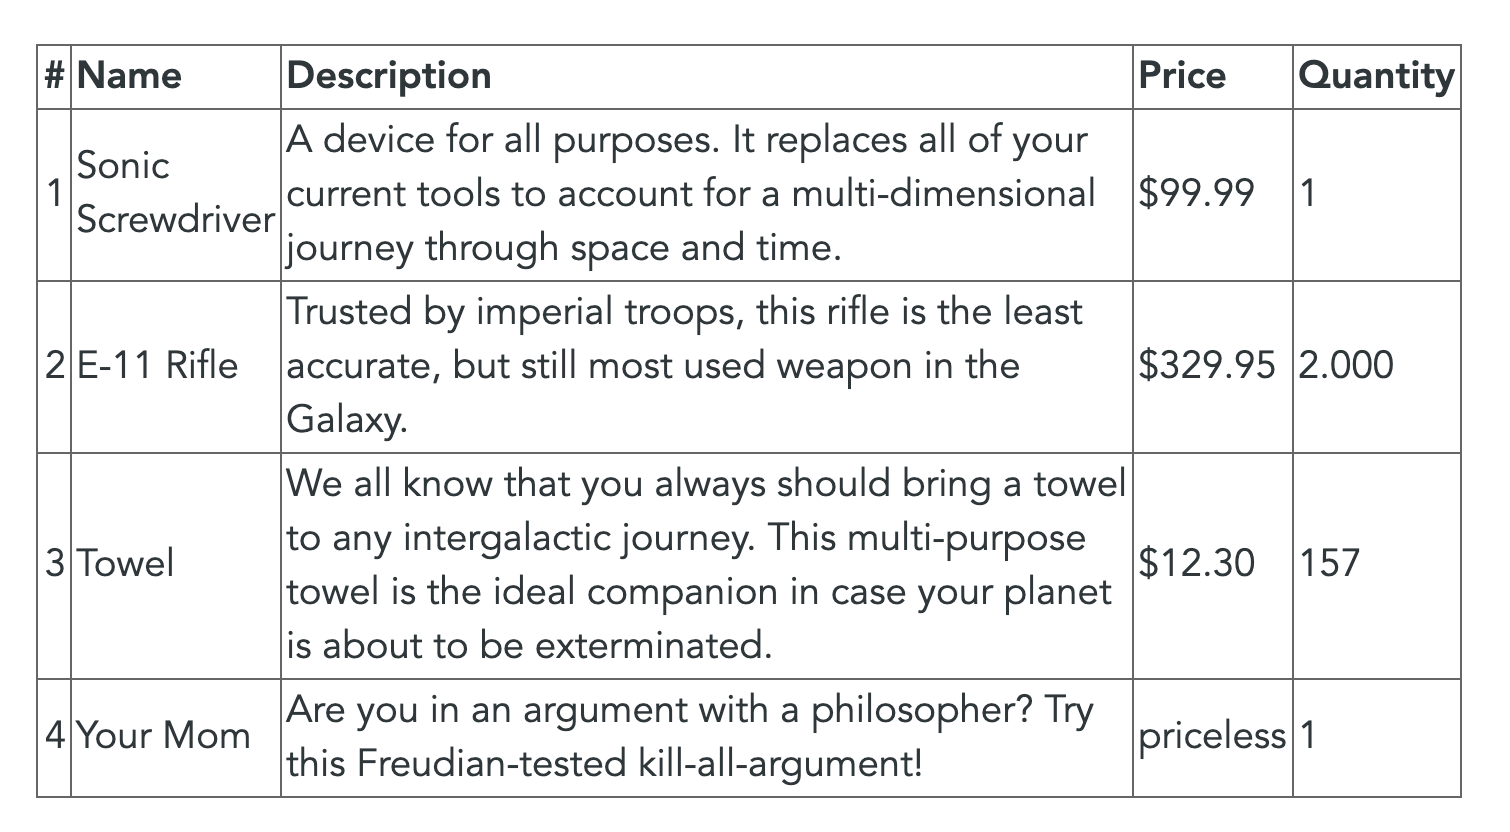 # Name Description Price Quantity
1 Sonic Screwdriver A device for all purposes. It replaces all of your current tools to account for a multi-dimensional journey through space and time. $99.99 1
2 E-11 Rifle Trusted by imperial troops, this rifle is the least accurate, but still most used weapon in the Galaxy. $329.95 2.000
3 Towel We all know that you always should bring a towel to any intergalactic journey. This multi-purpose towel is the ideal companion in case your planet is about to be exterminated. $12.30 157
4 Your Mom Are you in an argument with a philosopher? Try this Freudian-tested kill-all-argument! priceless 1